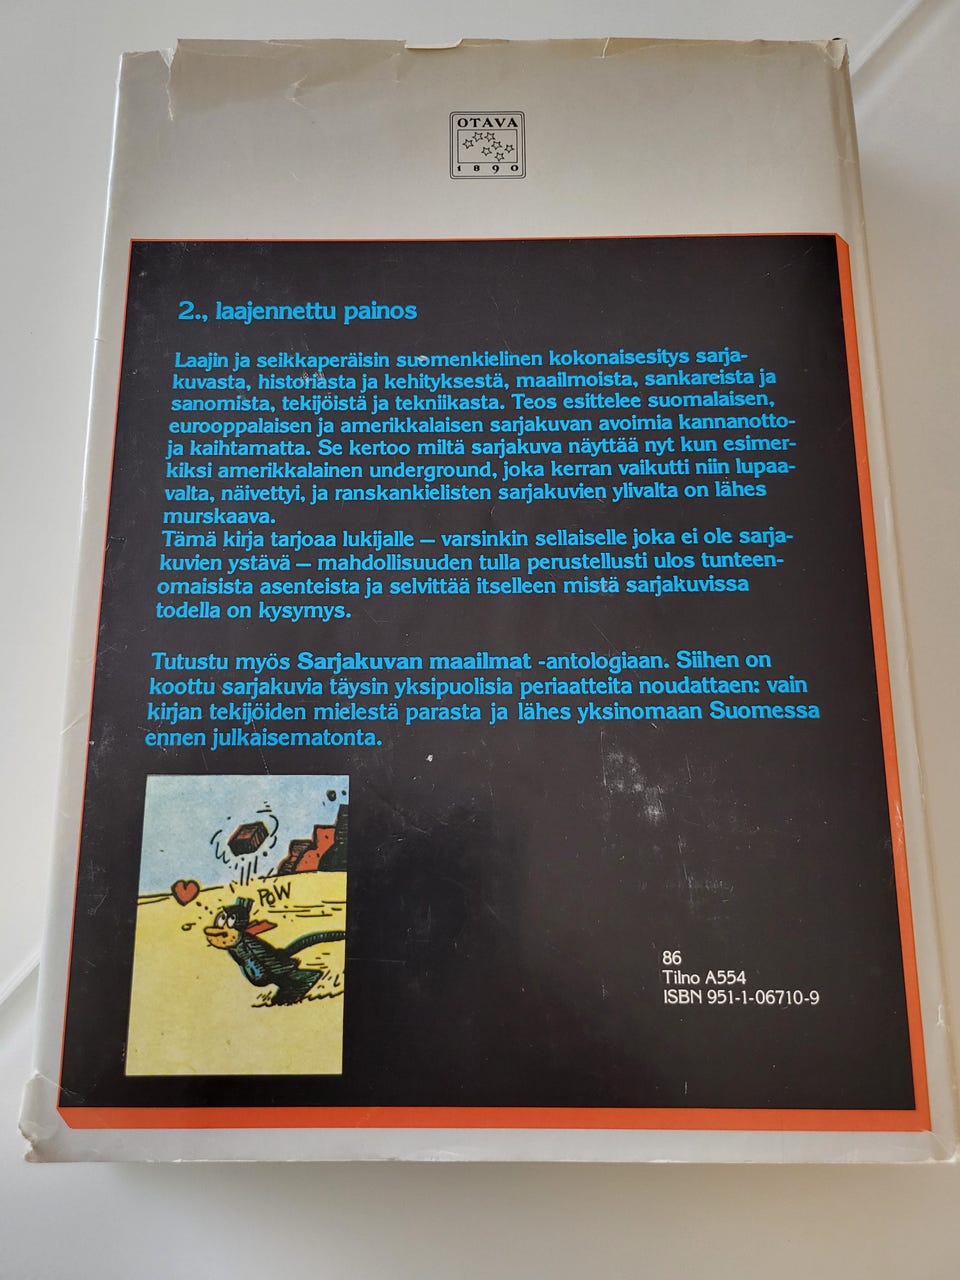 OTAVA
1890
2., laajennettu painos
Laajin ja seikkaperäisin suomenkielinen kokonaisesitys sarja-
kuvasta, historiasta ja kehityksestä, maailmoista, sankareista ja
sanomista, tekijöistä ja tekniikasta. Teos esittelee suomalaisen,
eurooppalaisen ja amerikkalaisen sarjakuvan avoimia kannanotto-
ja kaihtamatta. Se kertoo miltä sarjakuva näyttää nyt kun esimer-
kiksi amerikkalainen underground, joka kerran vaikutti niin lupaa-
valta, näivettyi, ja ranskankielisten sarjakuvien ylivalta on lähes
murskaava.
Tämä kirja tarjoaa lukijalle – varsinkin sellaiselle joka ei ole sarja-
kuvien ystävä – mahdollisuuden tulla perustellusti ulos tunteen-
omaisista asenteista ja selvittää itselleen mistä sarjakuvissa
todella on kysymys.
Tutustu myös Sarjakuvan maailmat -antologiaan. Siihen on
koottu sarjakuvia täysin yksipuolisia periaatteita noudattaen: vain
kirjan tekijöiden mielestä parasta ja lähes yksinomaan Suomessa
ennen julkaisematonta.
POW
86
Tilno A554
ISBN 951-1-06710-9